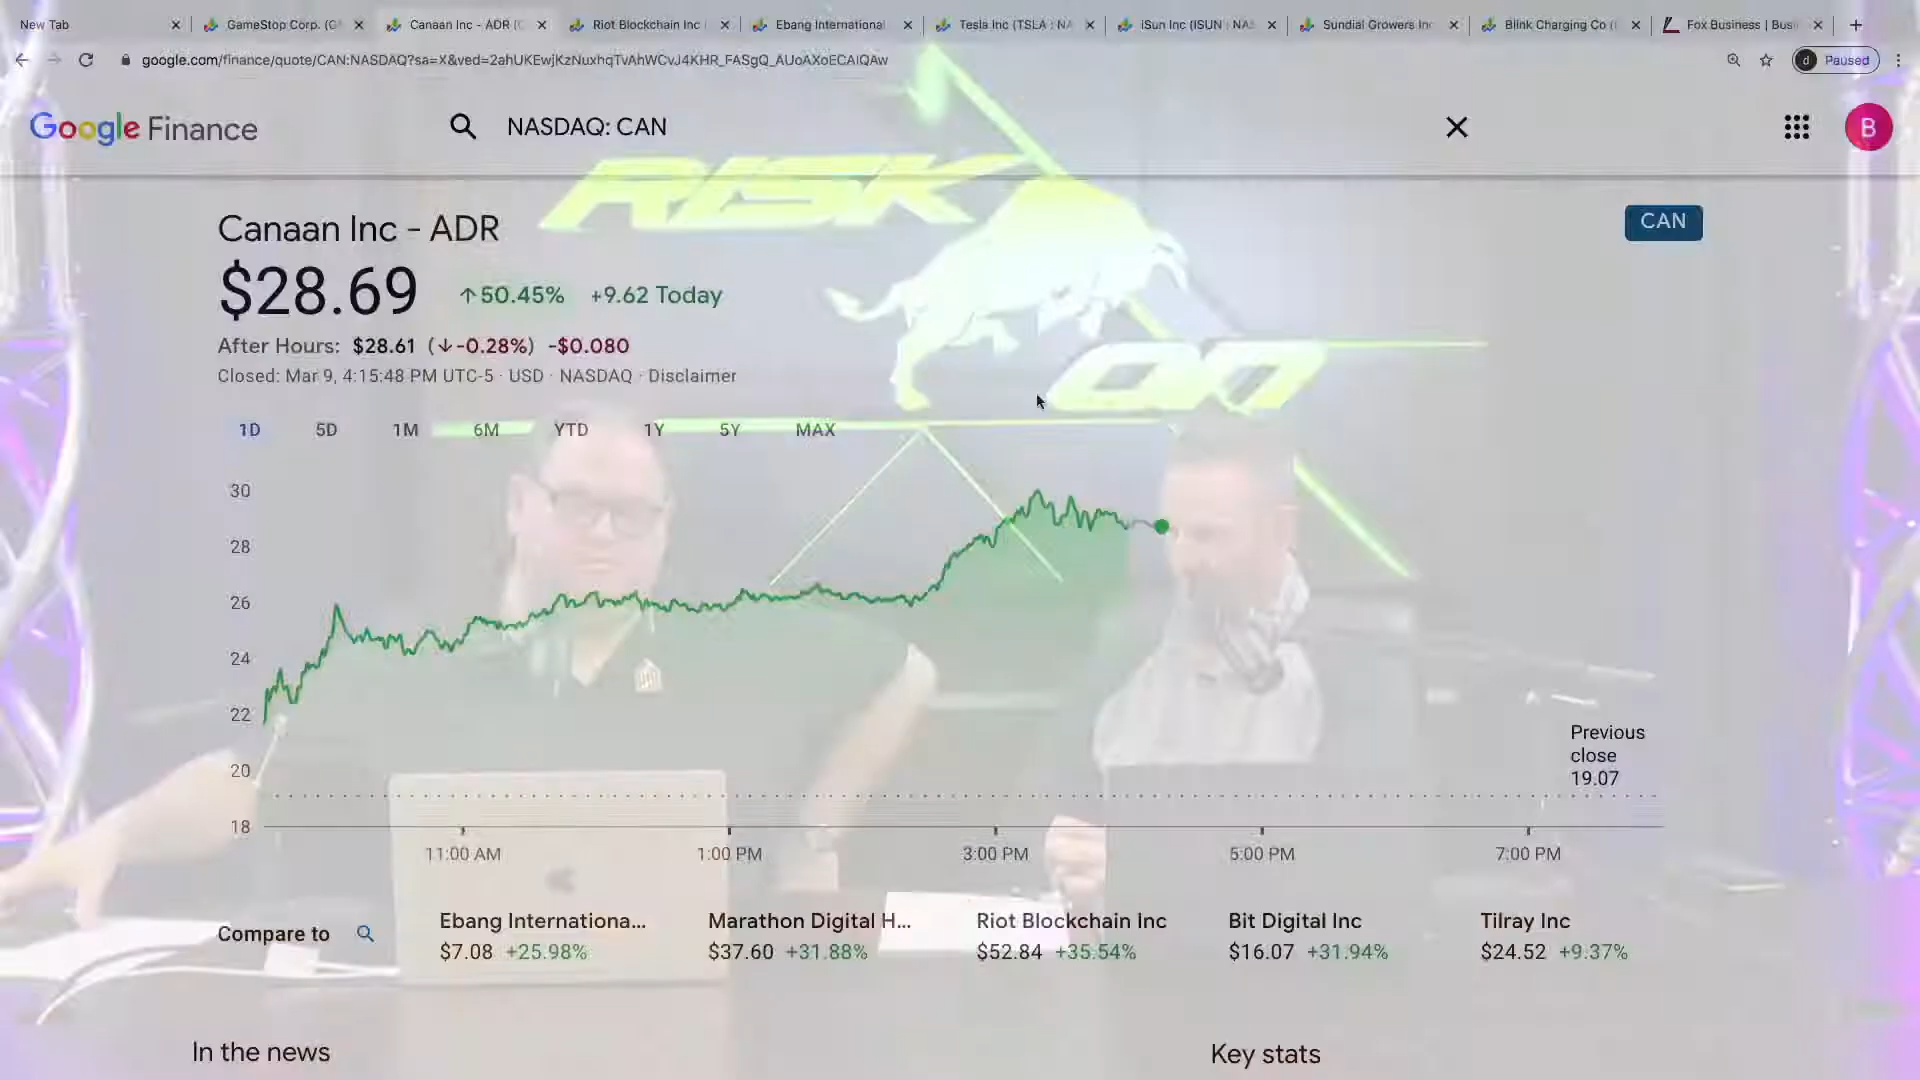 New Tab
GameStop Corp. (G
Canaan Inc - ADR (C
Riot Blockchain Inc
Ebang International
Tesla Inc (TSLA : NA
iSun Inc (ISUN : NAS
Sundial Growers Inc
Blink Charging Co (
Fox Business | Busi
google.com/finance/quote/CAN:NASDAQ?sa=X&ved=2ahUKEwjKzNuxhqTvAhWCvJ4KHR_FASgQ_AUoAXoECAIQAw
d Paused
Google Finance
NASDAQ: CAN
B
RISK
ON
Canaan Inc - ADR
CAN
$28.69 ↑50.45% +9.62 Today
After Hours: $28.61 (↓-0.28%) -$0.080
Closed: Mar 9, 4:15:48 PM UTC-5 · USD · NASDAQ · Disclaimer
1D 5D 1M 6M YTD 1Y 5Y MAX
30
28
26
24
22
20
18
Previous
close
19.07
11:00 AM 1:00 PM 3:00 PM 5:00 PM 7:00 PM
Compare to
Ebang Internationa...
$7.08 +25.98%
Marathon Digital H...
$37.60 +31.88%
Riot Blockchain Inc
$52.84 +35.54%
Bit Digital Inc
$16.07 +31.94%
Tilray Inc
$24.52 +9.37%
In the news
Key stats